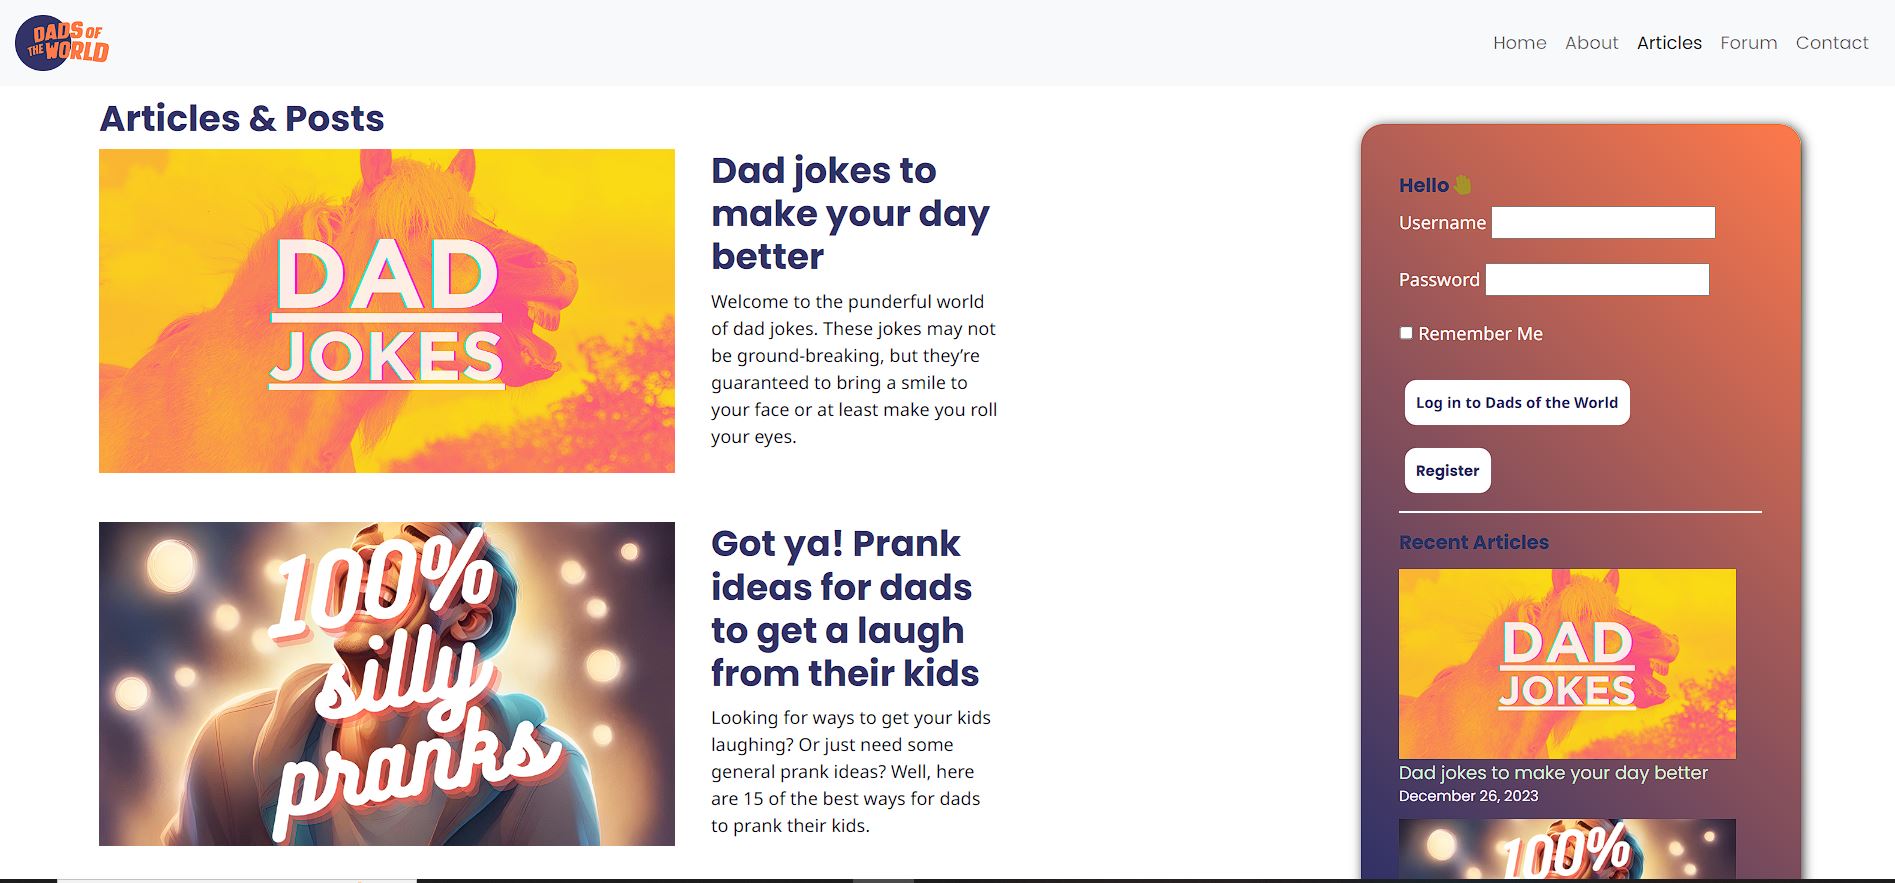 DADS OF
THE WORLD
Home About Articles Forum Contact
Articles & Posts
DAD
JOKES
Dad jokes to
make your day
better
Welcome to the punderful world
of dad jokes. These jokes may not
be ground-breaking, but they’re
guaranteed to bring a smile to
your face or at least make you roll
your eyes.
100%
silly
pranks
Got ya! Prank
ideas for dads
to get a laugh
from their kids
Looking for ways to get your kids
laughing? Or just need some
general prank ideas? Well, here
are 15 of the best ways for dads
to prank their kids.
Hello
Username
Password
Remember Me
Log in to Dads of the World
Register
Recent Articles
DAD
JOKES
Dad jokes to make your day better
December 26, 2023
100%